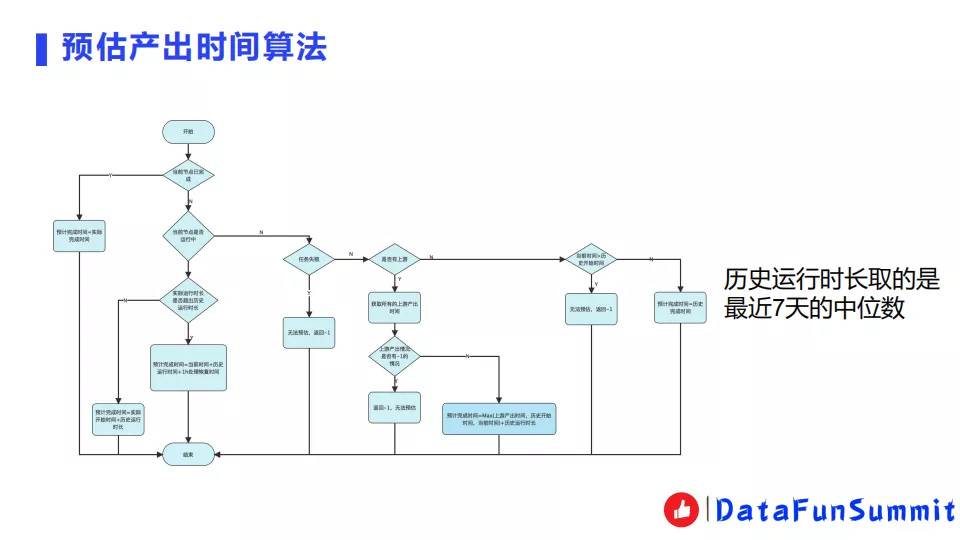 预估产出时间算法
开始
当前节点已完
成
Y
N
预计完成时间=实际
完成时间
当前节点是否
运行中
N
任务失败
N
是否有上游
N
当前时间>历
史开始时间
N
实际运行时长
是否超出历史
运行时长
N
Y
Y
Y
Y
无法预估、返回-1
获取所有的上游产出
时间
无法预估、返回-1
预计完成时间=历史
完成时间
历史运行时长取的是
最近7天的中位数
上游产出情况
是否有-1的
情况
N
Y
预计完成时间=当前时间+历史
运行时间+1h处理恢复时间
预计完成时间=实际
开始时间+历史运行
时长
返回-1、无法预估
预计完成时间=Max(上游产出时间、历史开始
时间、当前时间)+历史运行时长
结束
DataFunSummit